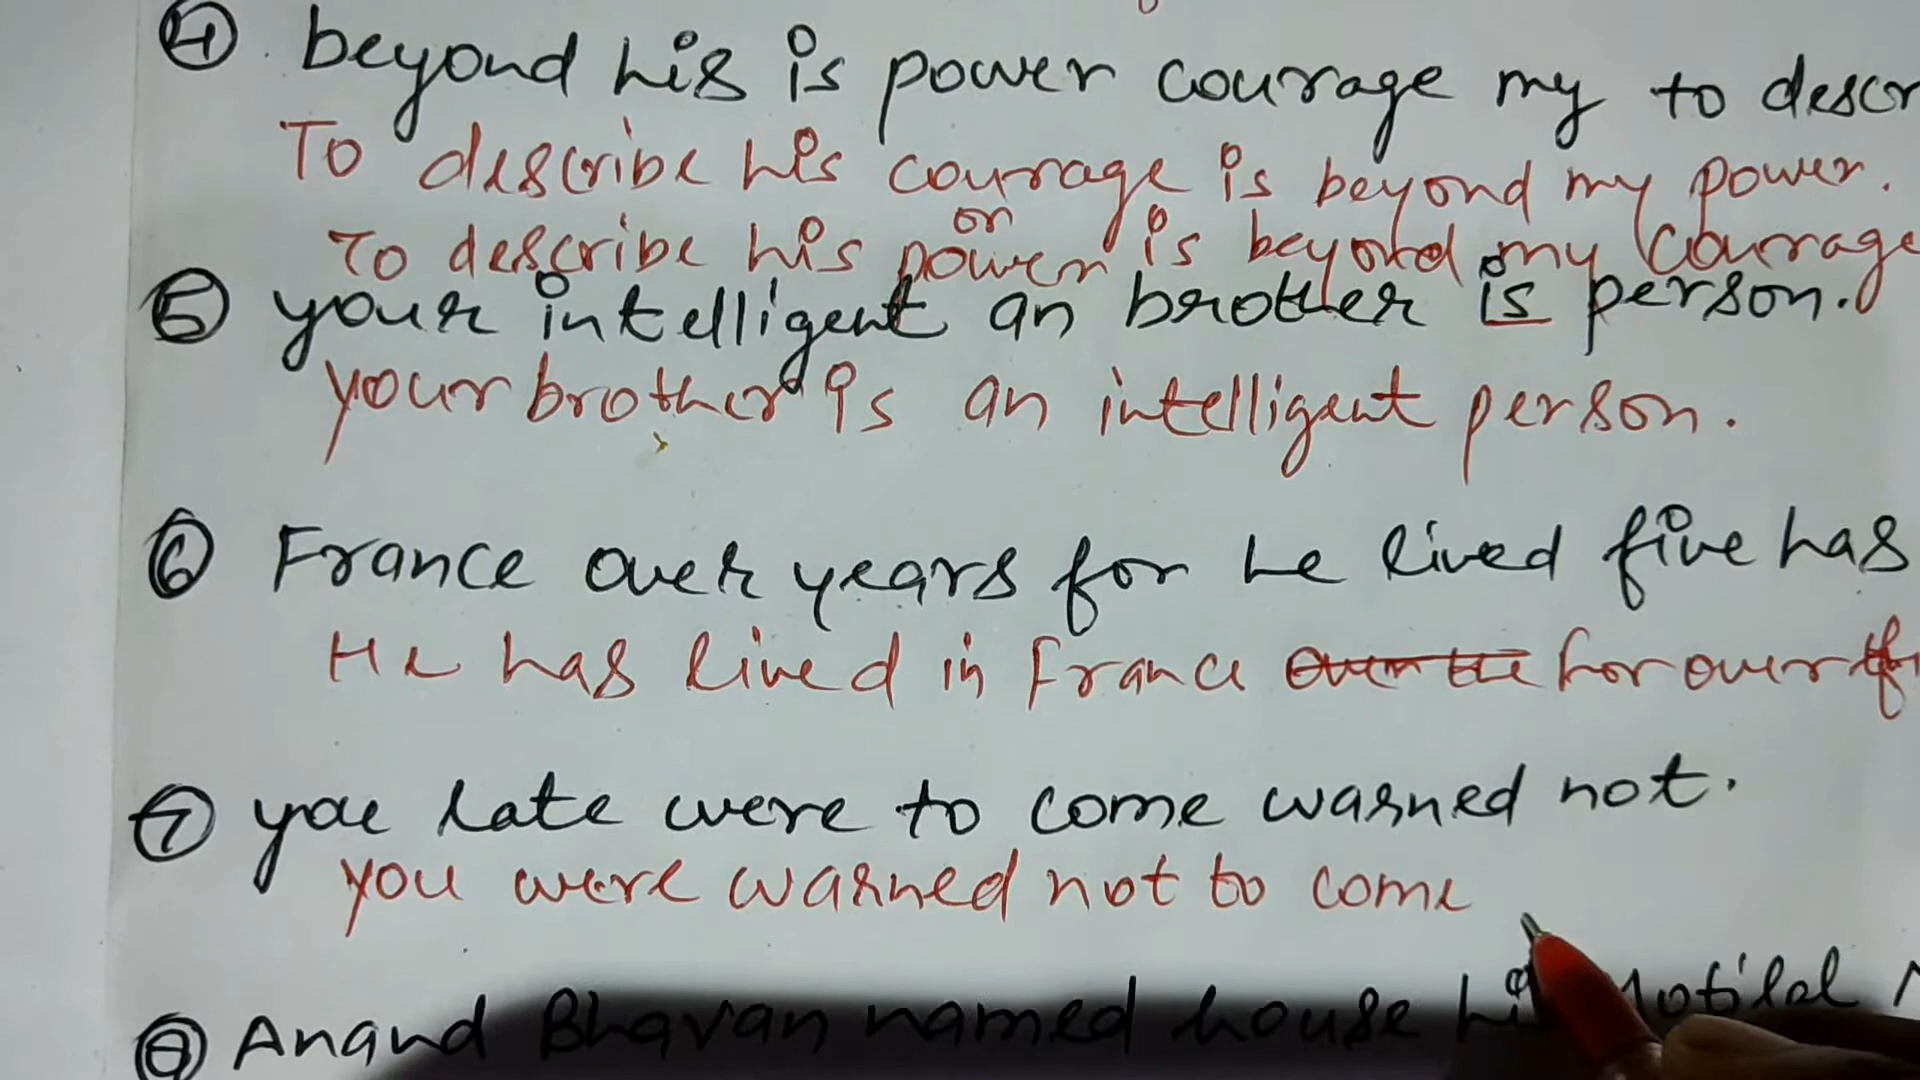 ④ beyond his is power courage my to descr
To describe his courage is beyond my power.
or
To describe his power is beyond my courage
⑤ your intelligent an brother is person.
your brother is an intelligent person.
⑥ France over years for he lived five has
He has lived in France for over
⑦ you late were to come warned not.
you were warned not to come
⑧ Anand Bhavan named house Motilal